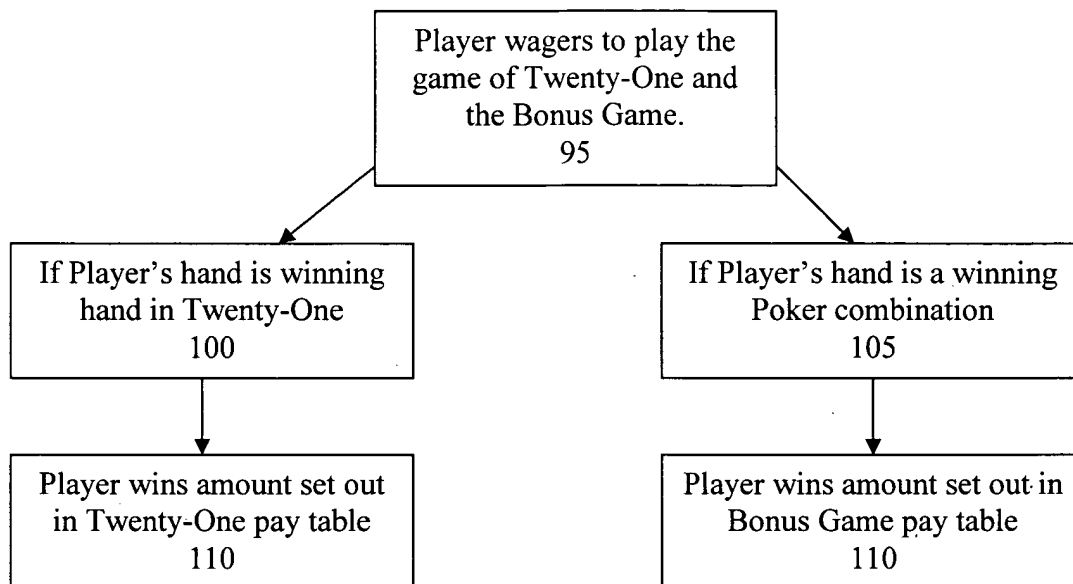 Player wagers to play the
game of Twenty-One and
the Bonus Game.
95
If Player's hand is winning
hand in Twenty-One
100
If Player's hand is a winning
Poker combination
105
Player wins amount set out
in Twenty-One pay table
110
Player wins amount set out in
Bonus Game pay table
110